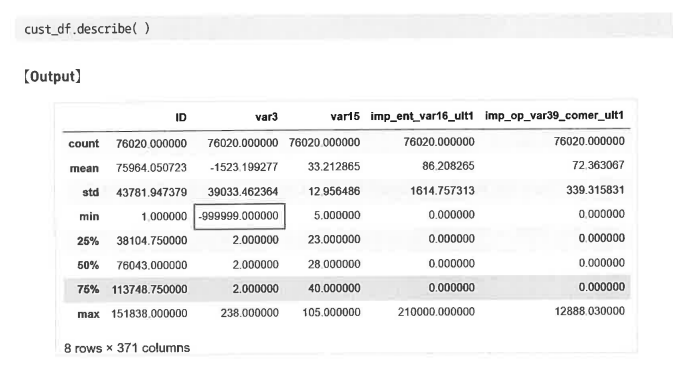 cust_df.describe( )
【Output】
ID var3 var15 imp_ent_var16_ult1 imp_op_var39_comer_ult1
count 76020.000000 76020.000000 76020.000000 76020.000000 76020.000000
mean 75964.050723 -1523.199277 33.212865 86.208265 72.363067
std 43781.947379 39033.462364 12.956486 1614.757313 339.315831
min 1.000000 -999999.000000 5.000000 0.000000 0.000000
25% 38104.750000 2.000000 23.000000 0.000000 0.000000
50% 76043.000000 2.000000 28.000000 0.000000 0.000000
75% 113748.750000 2.000000 40.000000 0.000000 0.000000
max 151838.000000 238.000000 105.000000 210000.000000 12888.030000
8 rows × 371 columns